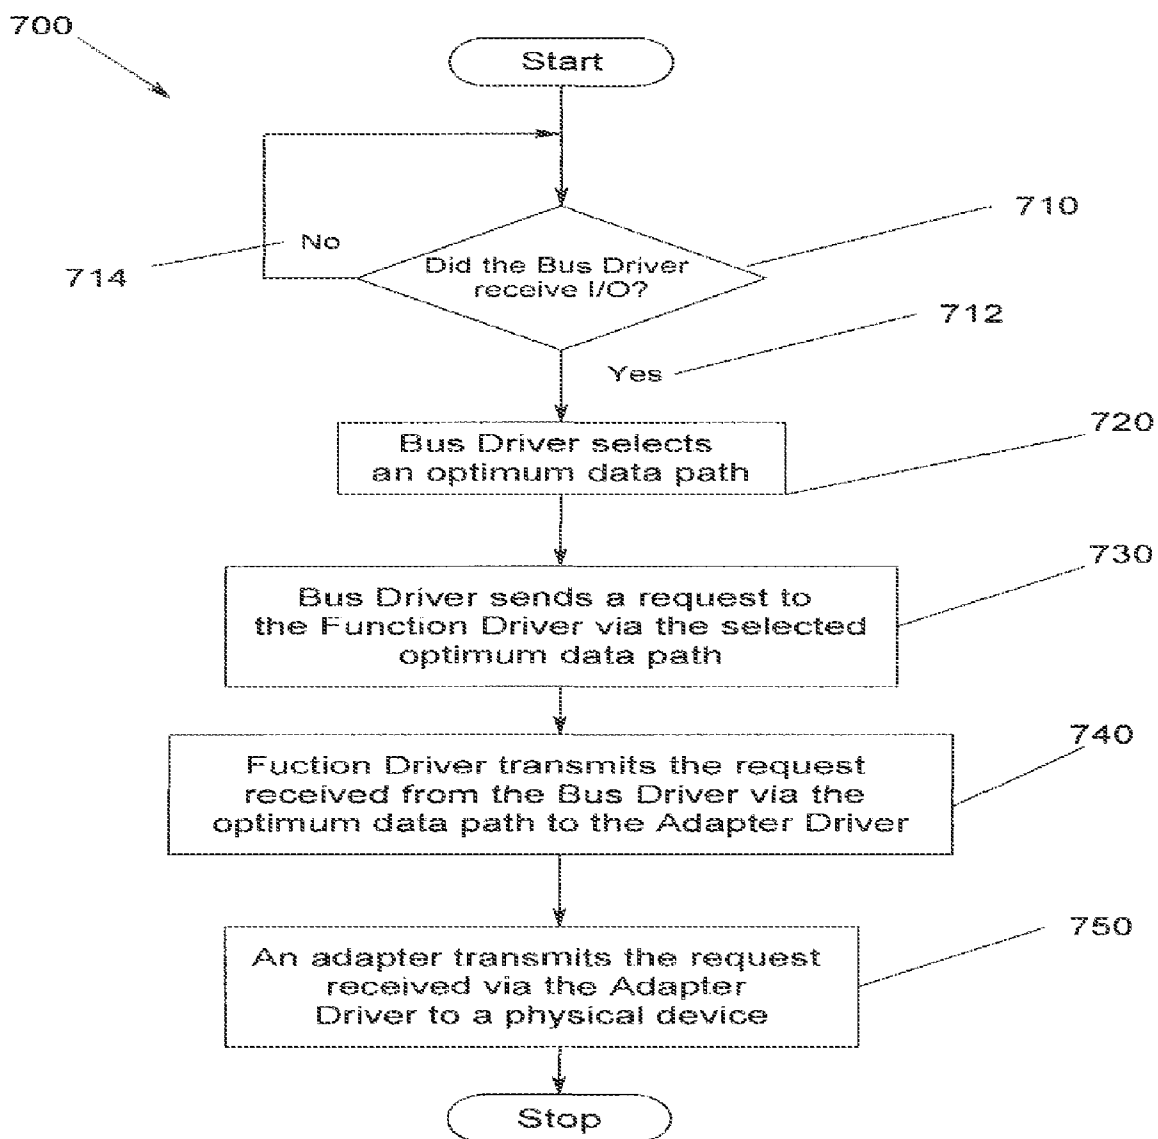 700
Start
710
No
714
Did the Bus Driver
receive I/O?
712
Yes
720
Bus Driver selects
an optimum data path
730
Bus Driver sends a request to
the Function Driver via the selected
optimum data path
740
Fuction Driver transmits the request
received from the Bus Driver via the
optimum data path to the Adapter Driver
750
An adapter transmits the request
received via the Adapter
Driver to a physical device
Stop